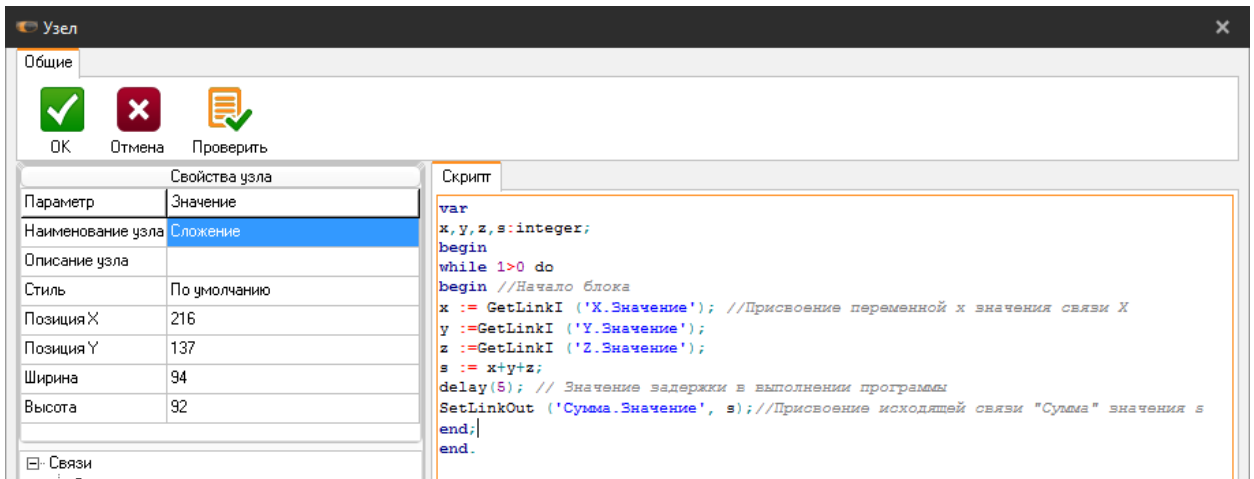 Узел
Общие
OK Отмена Проверить
Свойства узла
Параметр Значение
Наименование узла Сложение
Описание узла
Стиль По умолчанию
Позиция X 216
Позиция Y 137
Ширина 94
Высота 92
Связи
Скрипт
var
x,y,z,s:integer;
begin
while 1>0 do
begin //Начало блока
x := GetLinkI ('X.Значение'); //Присвоение переменной x значения связи X
y :=GetLinkI ('Y.Значение');
z :=GetLinkI ('Z.Значение');
s := x+y+z;
delay(5); // Значение задержки в выполнении программы
SetLinkOut ('Сумма.Значение', s);//Присвоение исходящей связи "Сумма" значения s
end;
end.